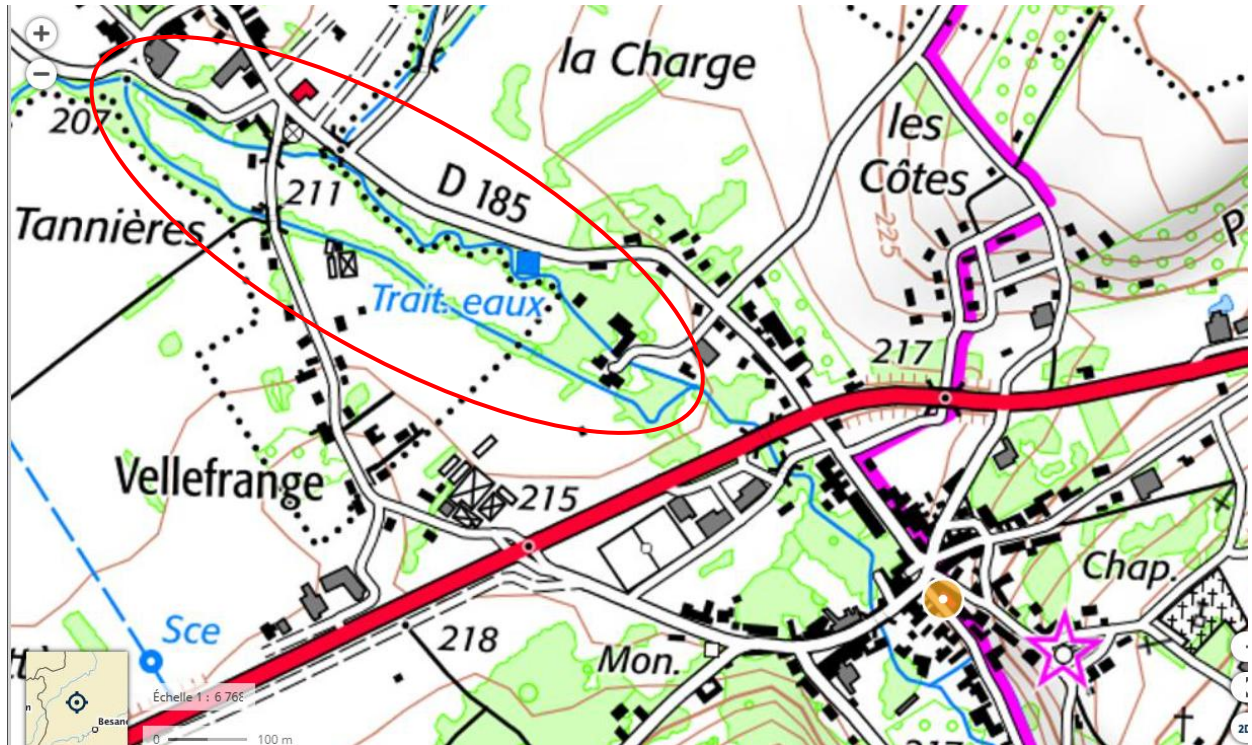 +
−
la Charge
les
Côtes
207
211
D 185
225
Tannières
Trait. eaux
217
Vellefrange
215
Sce
218
Mon.
Chap.
Besan
Échelle 1 : 6 768
0 100 m
217
2D